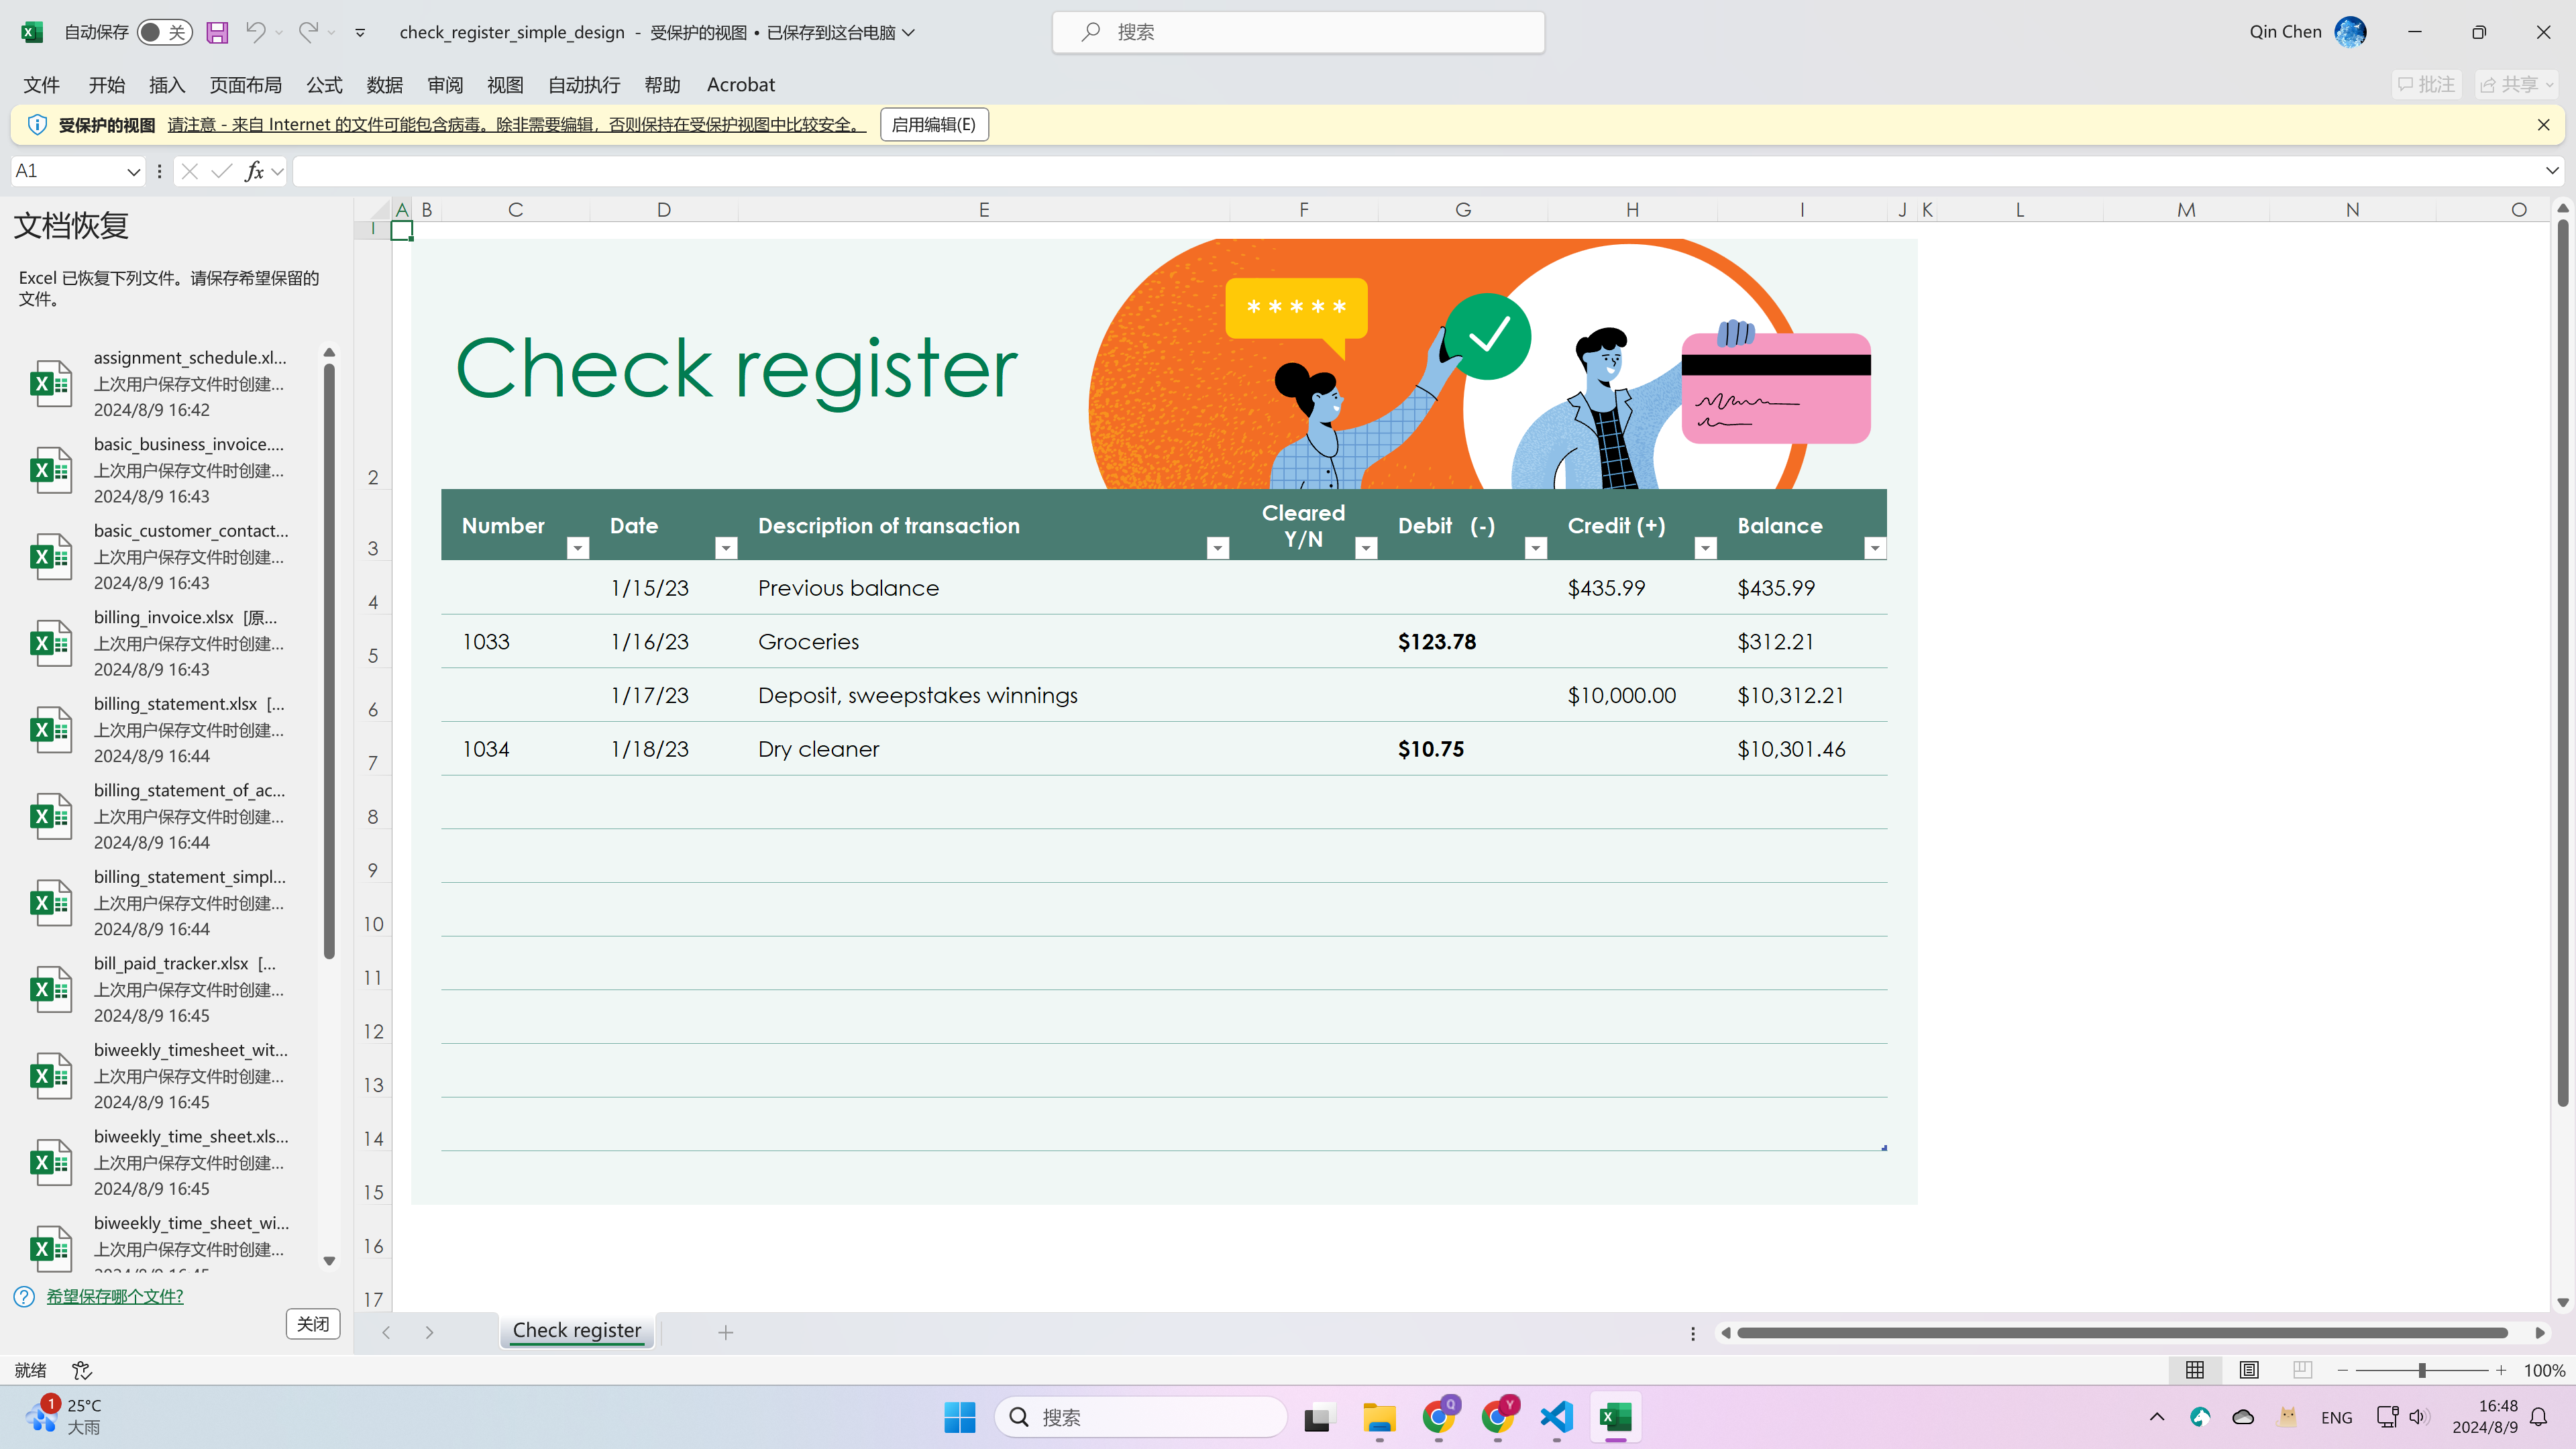 自动保存 关 check_register_simple_design - 受保护的视图 • 已保存到这台电脑 搜索 Qin Chen
文件 开始 插入 页面布局 公式 数据 审阅 视图 自动执行 帮助 Acrobat 批注 共享
受保护的视图 请注意 - 来自 Internet 的文件可能包含病毒。除非需要编辑，否则保持在受保护视图中比较安全。 启用编辑(E)
A1 fx
文档恢复
Excel 已恢复下列文件。请保存希望保留的
文件。
assignment_schedule.xl...
上次用户保存文件时创建...
2024/8/9 16:42
basic_business_invoice....
上次用户保存文件时创建...
2024/8/9 16:43
basic_customer_contact...
上次用户保存文件时创建...
2024/8/9 16:43
billing_invoice.xlsx [原...
上次用户保存文件时创建...
2024/8/9 16:43
billing_statement.xlsx [...
上次用户保存文件时创建...
2024/8/9 16:44
billing_statement_of_ac...
上次用户保存文件时创建...
2024/8/9 16:44
billing_statement_simpl...
上次用户保存文件时创建...
2024/8/9 16:44
bill_paid_tracker.xlsx [...
上次用户保存文件时创建...
2024/8/9 16:45
biweekly_timesheet_wit...
上次用户保存文件时创建...
2024/8/9 16:45
biweekly_time_sheet.xls...
上次用户保存文件时创建...
2024/8/9 16:45
biweekly_time_sheet_wi...
上次用户保存文件时创建...
2024/8/9 16:45
希望保存哪个文件?
关闭
A B C D E F G H I J K L M N O
1
2 Check register * * * * *
3 Number Date Description of transaction Cleared Y/N Debit (-) Credit (+) Balance
4 1/15/23 Previous balance $435.99 $435.99
5 1033 1/16/23 Groceries $123.78 $312.21
6 1/17/23 Deposit, sweepstakes winnings $10,000.00 $10,312.21
7 1034 1/18/23 Dry cleaner $10.75 $10,301.46
8
9
10
11
12
13
14
15
16
17
Check register
就绪 100%
1 25°C
大雨
搜索 Q Y ENG 16:48
2024/8/9